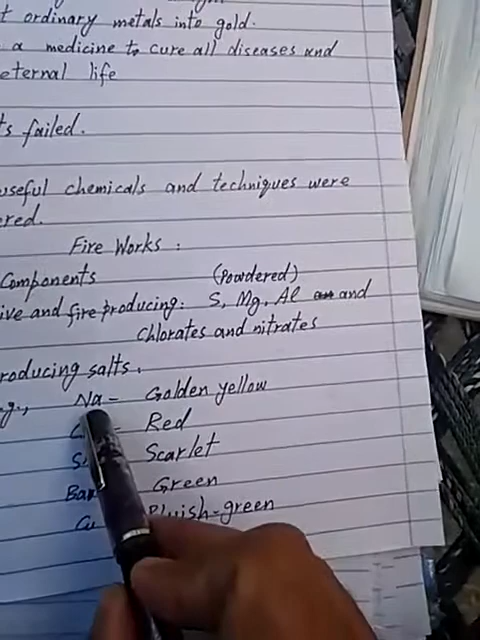 t ordinary metals into gold.
a medicine to cure all diseases and
eternal life
ts failed.
useful chemicals and techniques were
ered.
Fire Works :
Components (Powdered)
ive and fire producing: S, Mg, Al and
chlorates and nitrates
roducing salts.
g., Na - Golden yellow
C - Red
S Scarlet
Ba Green
Cu Bluish-green